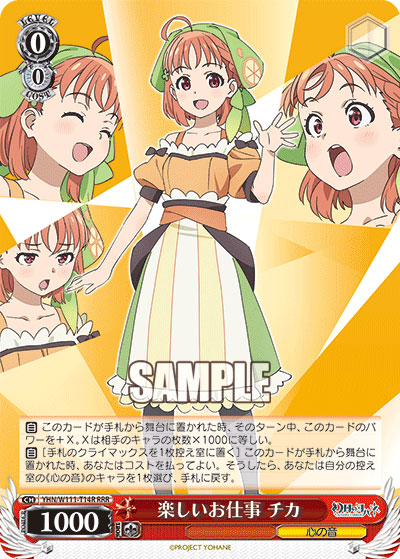 LEVEL
0
0
COST
SAMPLE
自 このカードが手札から舞台に置かれた時、そのターン中、このカードのパ
ワーを+X。Xは相手のキャラの枚数×1000に等しい。
自 [手札のクライマックスを1枚控え室に置く] このカードが手札から舞台
に置かれた時、あなたはコストを払ってよい。そうしたら、あなたは自分の控え
室の《心の音》のキャラを1枚選び、手札に戻す。
CH YHN/W111-T14R RRR
1000
楽しいお仕事 チカ
心の音
©PROJECT YOHANE